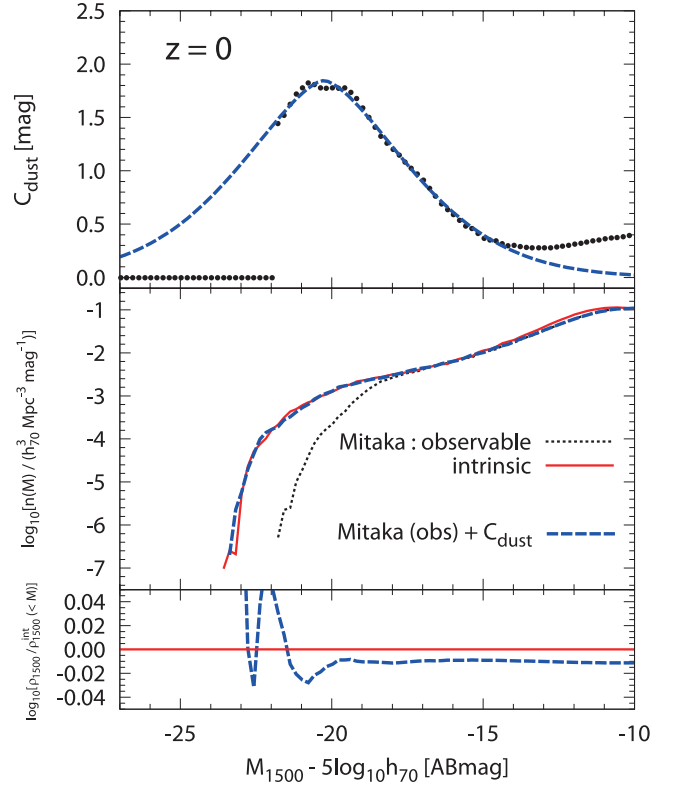 z = 0
2.5
2.0
1.5
1.0
0.5
0.0
C_dust [mag]
-1
-2
-3
-4
-5
-6
-7
log₁₀[n(M) / (h³₇₀ Mpc⁻³ mag⁻¹)]
Mitaka : observable
intrinsic
Mitaka (obs) + C_dust
0.04
0.02
0.00
-0.02
-0.04
log₁₀[ρ₁₅₀₀ / ρ₁₅₀₀^int (< M)]
-25 -20 -15 -10
M₁₅₀₀ - 5log₁₀h₇₀ [ABmag]